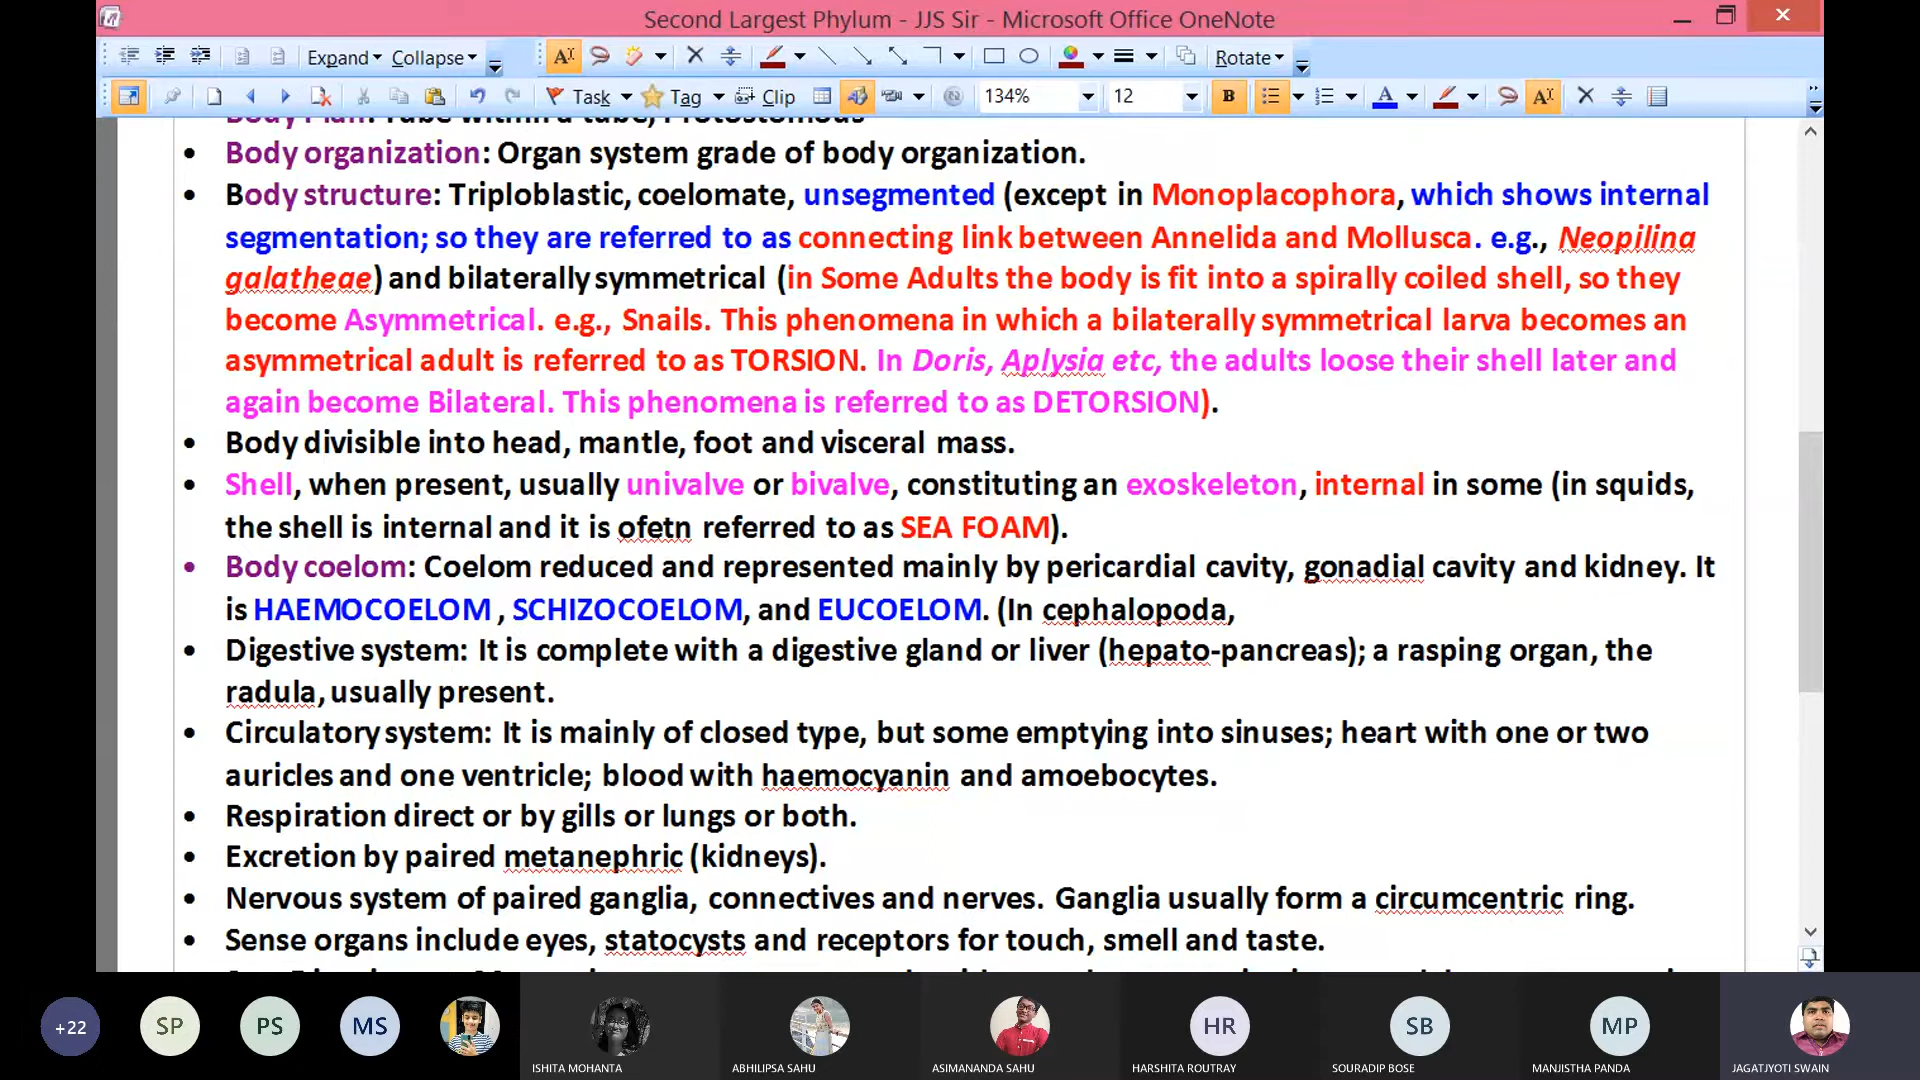 Second Largest Phylum - JJS Sir - Microsoft Office OneNote
Expand Collapse Rotate
Task Tag Clip 134% 12 B
Body Plan: Tube within a tube, Protostomous
• Body organization: Organ system grade of body organization.
• Body structure: Triploblastic, coelomate, unsegmented (except in Monoplacophora, which shows internal
segmentation; so they are referred to as connecting link between Annelida and Mollusca. e.g., Neopilina
galatheae) and bilaterally symmetrical (in Some Adults the body is fit into a spirally coiled shell, so they
become Asymmetrical. e.g., Snails. This phenomena in which a bilaterally symmetrical larva becomes an
asymmetrical adult is referred to as TORSION. In Doris, Aplysia etc, the adults loose their shell later and
again become Bilateral. This phenomena is referred to as DETORSION).
• Body divisible into head, mantle, foot and visceral mass.
• Shell, when present, usually univalve or bivalve, constituting an exoskeleton, internal in some (in squids,
the shell is internal and it is ofetn referred to as SEA FOAM).
• Body coelom: Coelom reduced and represented mainly by pericardial cavity, gonadial cavity and kidney. It
is HAEMOCOELOM , SCHIZOCOELOM, and EUCOELOM. (In cephalopoda,
• Digestive system: It is complete with a digestive gland or liver (hepato-pancreas); a rasping organ, the
radula, usually present.
• Circulatory system: It is mainly of closed type, but some emptying into sinuses; heart with one or two
auricles and one ventricle; blood with haemocyanin and amoebocytes.
• Respiration direct or by gills or lungs or both.
• Excretion by paired metanephric (kidneys).
• Nervous system of paired ganglia, connectives and nerves. Ganglia usually form a circumcentric ring.
• Sense organs include eyes, statocysts and receptors for touch, smell and taste.
+22 SP PS MS HR SB MP
ISHITA MOHANTA ABHILIPSA SAHU ASIMANANDA SAHU HARSHITA ROUTRAY SOURADIP BOSE MANJISTHA PANDA JAGATJYOTI SWAIN